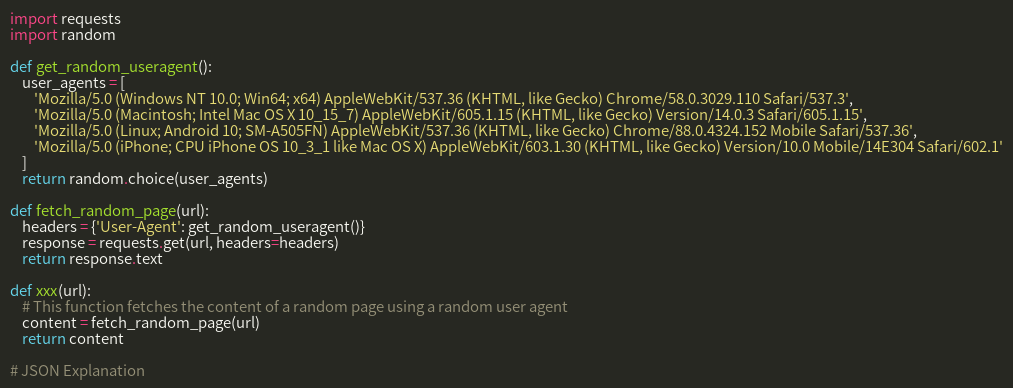 import requests
import random
def get_random_useragent():
user_agents = [
'Mozilla/5.0 (Windows NT 10.0; Win64; x64) AppleWebKit/537.36 (KHTML, like Gecko) Chrome/58.0.3029.110 Safari/537.3',
'Mozilla/5.0 (Macintosh; Intel Mac OS X 10_15_7) AppleWebKit/605.1.15 (KHTML, like Gecko) Version/14.0.3 Safari/605.1.15',
'Mozilla/5.0 (Linux; Android 10; SM-A505FN) AppleWebKit/537.36 (KHTML, like Gecko) Chrome/88.0.4324.152 Mobile Safari/537.36',
'Mozilla/5.0 (iPhone; CPU iPhone OS 10_3_1 like Mac OS X) AppleWebKit/603.1.30 (KHTML, like Gecko) Version/10.0 Mobile/14E304 Safari/602.1'
]
return random.choice(user_agents)
def fetch_random_page(url):
headers = {'User-Agent': get_random_useragent()}
response = requests.get(url, headers=headers)
return response.text
def xxx(url):
# This function fetches the content of a random page using a random user agent
content = fetch_random_page(url)
return content
# JSON Explanation